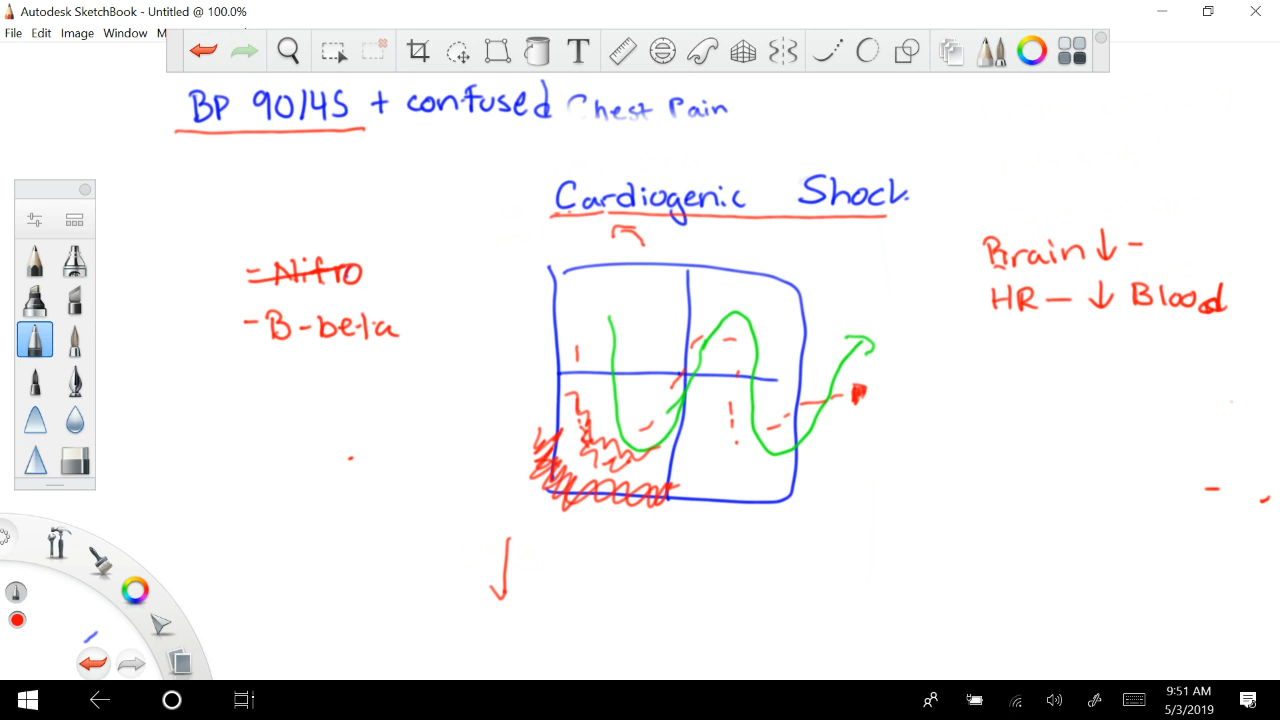 Autodesk SketchBook - Untitled @ 100.0%
File Edit Image Window M
BP 90/45 + confused Chest Pain
Cardiogenic Shock
- Nitro
- B-beta
Brain ↓ -
HR — ↓ Blood
9:51 AM
5/3/2019